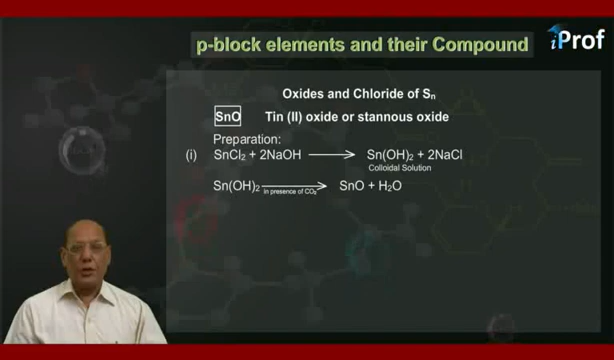 p-block elements and their Compound
iProf
Oxides and Chloride of Sn
SnO Tin (II) oxide or stannous oxide
Preparation:
(i) SnCl₂ + 2NaOH ⟶ Sn(OH)₂ + 2NaCl
Colloidal Solution
Sn(OH)₂ ⟶ SnO + H₂O
in presence of CO₂